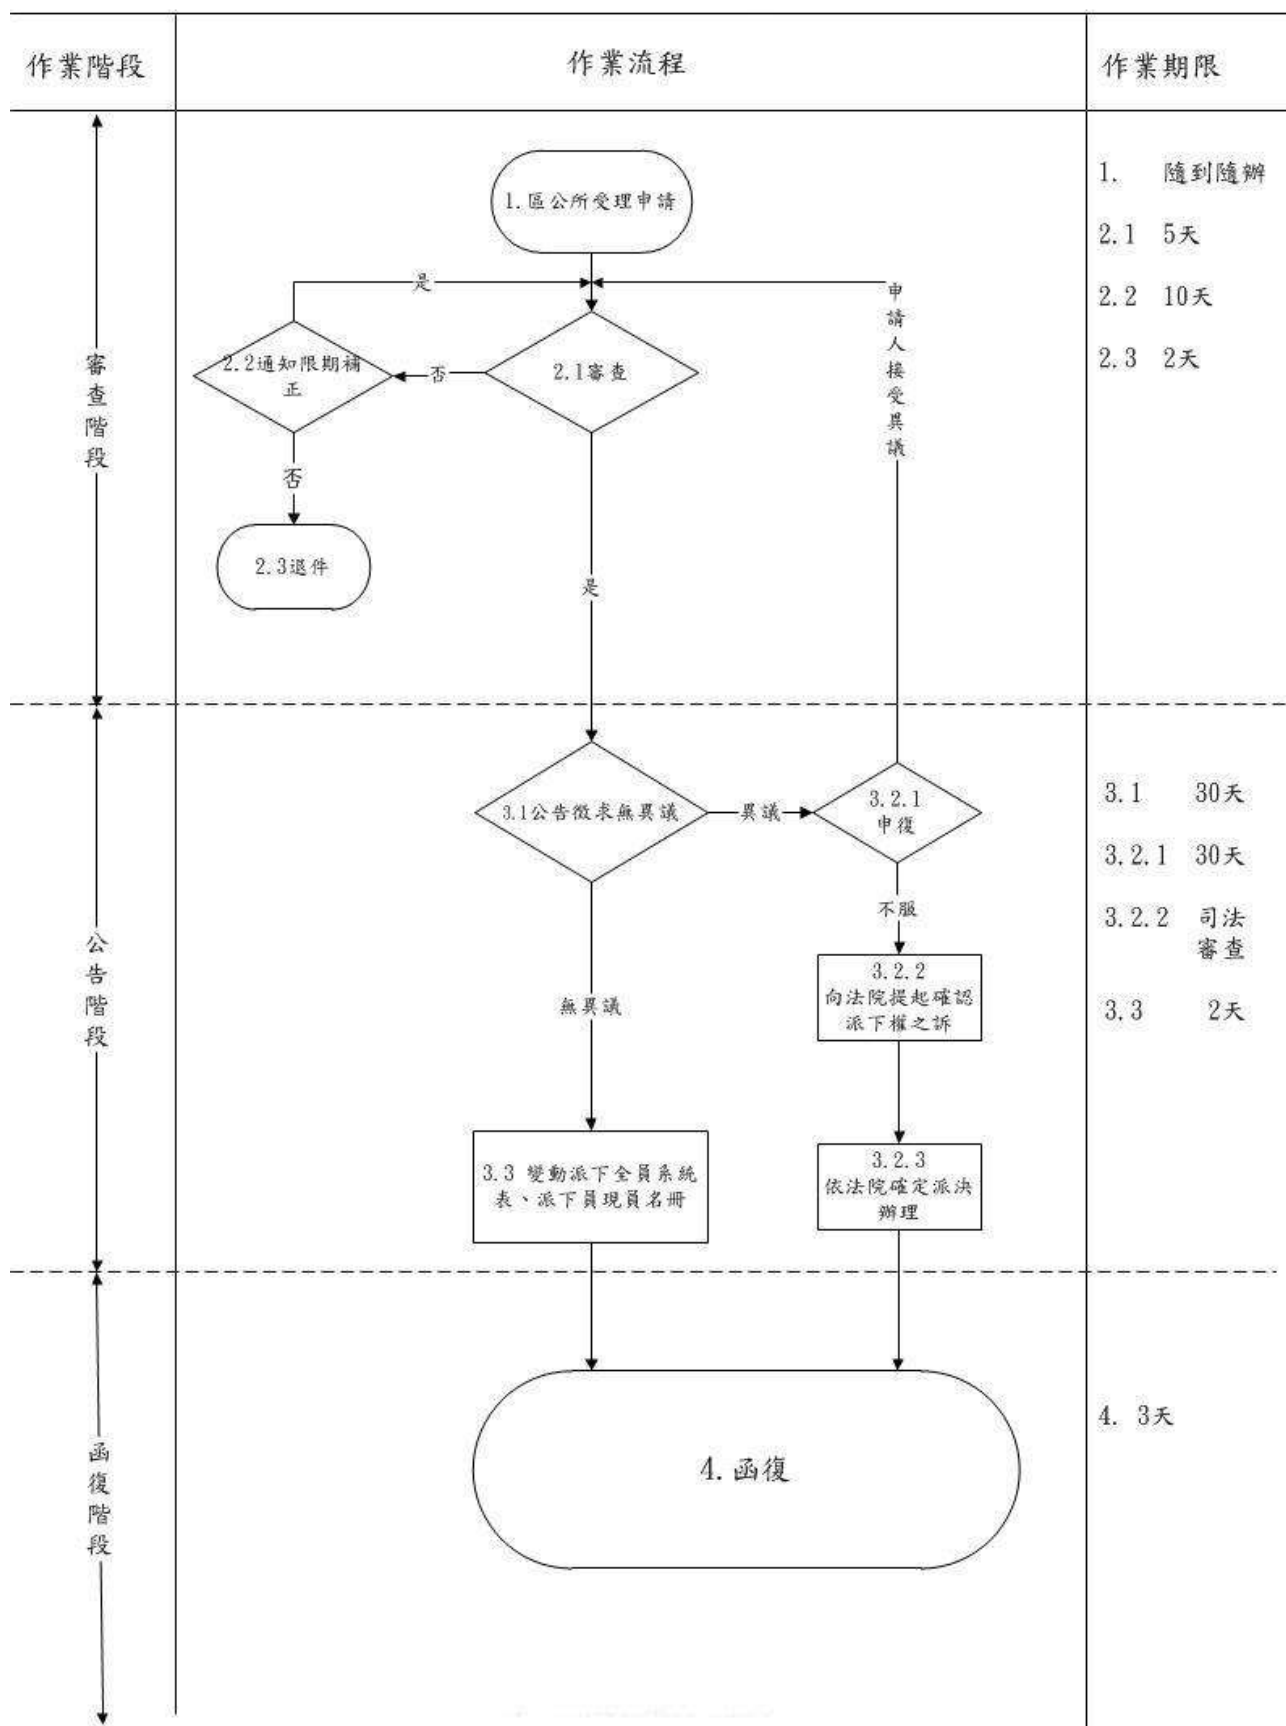 作業階段
作業流程
作業期限
審查階段
1.區公所受理申請
是
申請人接受異議
2.2通知限期補
正
否
2.1審查
否
2.3退件
是
1. 隨到隨辦
2.1 5天
2.2 10天
2.3 2天
公告階段
3.1公告徵求無異議
異議
3.2.1
申復
不服
無異議
3.2.2
向法院提起確認
派下權之訴
3.3 變動派下全員系統
表、派下員現員名冊
3.2.3
依法院確定派決
辦理
3.1 30天
3.2.1 30天
3.2.2 司法
審查
3.3 2天
函復階段
4.函復
4. 3天